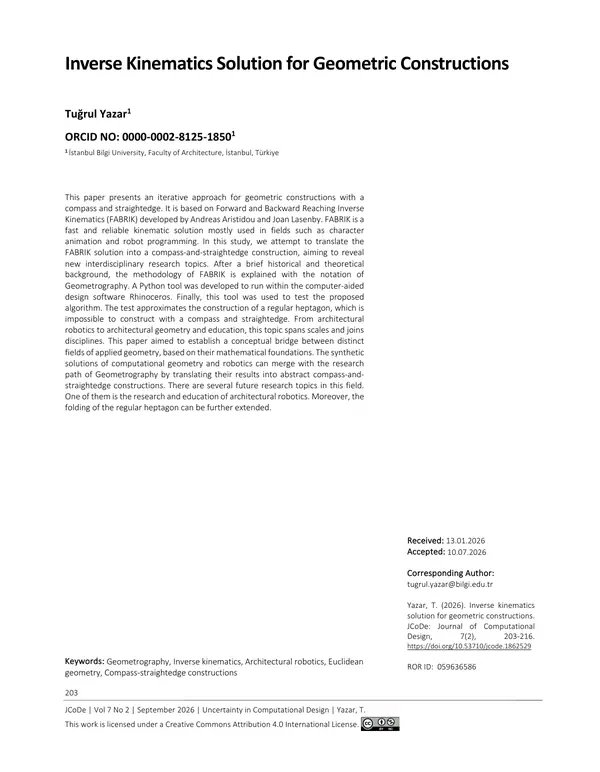 Inverse Kinematics Solution for Geometric Constructions
Tuğrul Yazar1
ORCID NO: 0000-0002-8125-18501
1 İstanbul Bilgi University, Faculty of Architecture, İstanbul, Türkiye
This paper presents an iterative approach for geometric constructions with a
compass and straightedge. It is based on Forward and Backward Reaching Inverse
Kinematics (FABRIK) developed by Andreas Aristidou and Joan Lasenby. FABRIK is a
fast and reliable kinematic solution mostly used in fields such as character
animation and robot programming. In this study, we attempt to translate the
FABRIK solution into a compass-and-straightedge construction, aiming to reveal
new interdisciplinary research topics. After a brief historical and theoretical
background, the methodology of FABRIK is explained with the notation of
Geometrography. A Python tool was developed to run within the computer-aided
design software Rhinoceros. Finally, this tool was used to test the proposed
algorithm. The test approximates the construction of a regular heptagon, which is
impossible to construct with a compass and straightedge. From architectural
robotics to architectural geometry and education, this topic spans scales and joins
disciplines. This paper aimed to establish a conceptual bridge between distinct
fields of applied geometry, based on their mathematical foundations. The synthetic
solutions of computational geometry and robotics can merge with the research
path of Geometrography by translating their results into abstract compass-and-
straightedge constructions. There are several future research topics in this field.
One of them is the research and education of architectural robotics. Moreover, the
folding of the regular heptagon can be further extended.
Received: 13.01.2026
Accepted: 10.07.2026
Corresponding Author:
tugrul.yazar@bilgi.edu.tr
Yazar, T. (2026). Inverse kinematics
solution for geometric constructions.
JCoDe: Journal of Computational
Design, 7(2), 203-216.
https://doi.org/10.53710/jcode.1862529
ROR ID: 059636586
Keywords: Geometrography, Inverse kinematics, Architectural robotics, Euclidean
geometry, Compass-straightedge constructions
203
JCoDe | Vol 7 No 2 | September 2026 | Uncertainty in Computational Design | Yazar, T.
This work is licensed under a Creative Commons Attribution 4.0 International License.